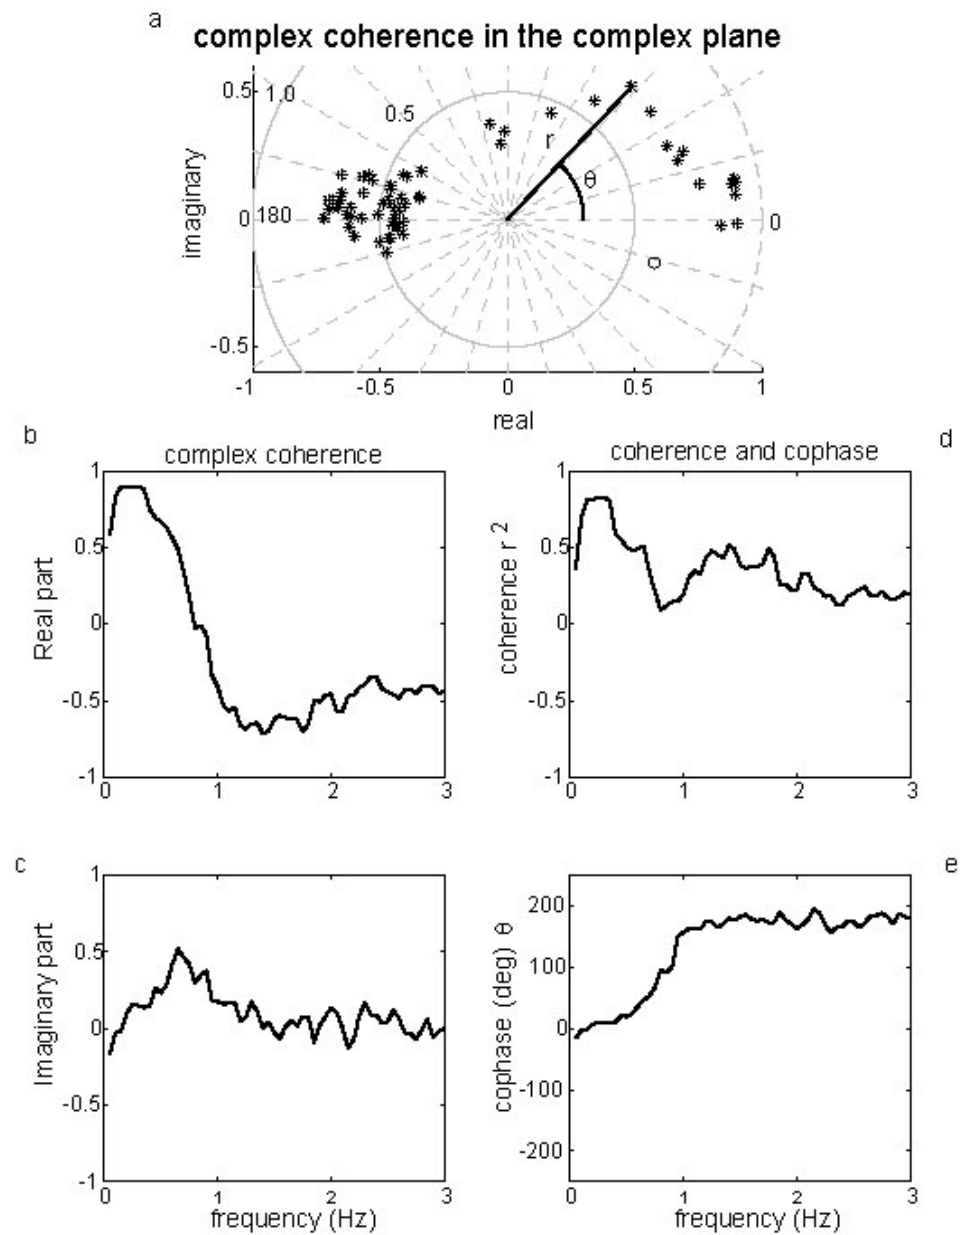 a
complex coherence in the complex plane
0.5
1.0
0.5
r
θ
imaginary
0
180
0
-0.5
-1
-0.5
0
0.5
1
real
b
complex coherence
1
0.5
0
-0.5
-1
Real part
0
1
2
3
coherence and cophase
d
1
0.5
0
-0.5
-1
coherence r 2
0
1
2
3
c
1
0.5
0
-0.5
-1
Imaginary part
0
1
2
3
frequency (Hz)
e
200
100
0
-100
-200
cophase (deg) θ
0
1
2
3
frequency (Hz)